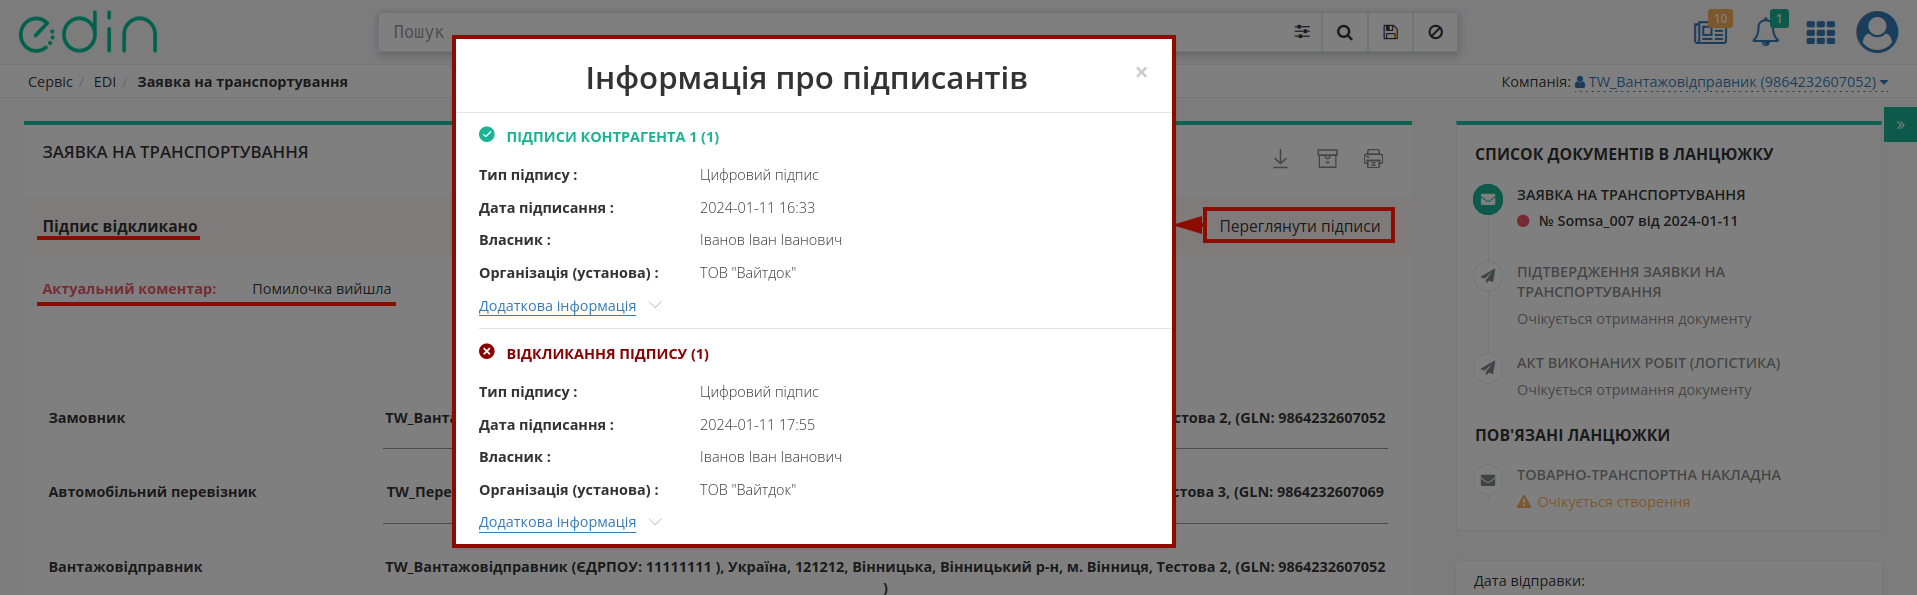 edin
Пошук
10
1
Сервіс / EDI / Заявка на транспортування
Компанія: TW_Вантажовідправник (9864232607052)
ЗАЯВКА НА ТРАНСПОРТУВАННЯ
Підпис відкликано
Переглянути підписи
Актуальний коментар: Помилочка вийшла
Інформація про підписантів
×
ПІДПИСИ КОНТРАГЕНТА 1 (1)
Тип підпису : Цифровий підпис
Дата підписання : 2024-01-11 16:33
Власник : Іванов Іван Іванович
Організація (установа) : ТОВ "Вайтдок"
Додаткова інформація
ВІДКЛИКАННЯ ПІДПИСУ (1)
Тип підпису : Цифровий підпис
Дата підписання : 2024-01-11 17:55
Власник : Іванов Іван Іванович
Організація (установа) : ТОВ "Вайтдок"
Додаткова інформація
Замовник 2, (GLN: 9864232607052
Автомобільний перевізник 3, (GLN: 9864232607069
Вантажовідправник TW_Вантажовідправник (ЄДРПОУ: 11111111 ), Україна, 121212, Вінницька, Вінницький р-н, м. Вінниця, Тестова 2, (GLN: 9864232607052
)
»
СПИСОК ДОКУМЕНТІВ В ЛАНЦЮЖКУ
ЗАЯВКА НА ТРАНСПОРТУВАННЯ
№ Somsa_007 від 2024-01-11
ПІДТВЕРДЖЕННЯ ЗАЯВКИ НА
ТРАНСПОРТУВАННЯ
Очікується отримання документу
АКТ ВИКОНАНИХ РОБІТ (ЛОГІСТИКА)
Очікується отримання документу
ПОВ'ЯЗАНІ ЛАНЦЮЖКИ
ТОВАРНО-ТРАНСПОРТНА НАКЛАДНА
Очікується створення
Дата відправки: